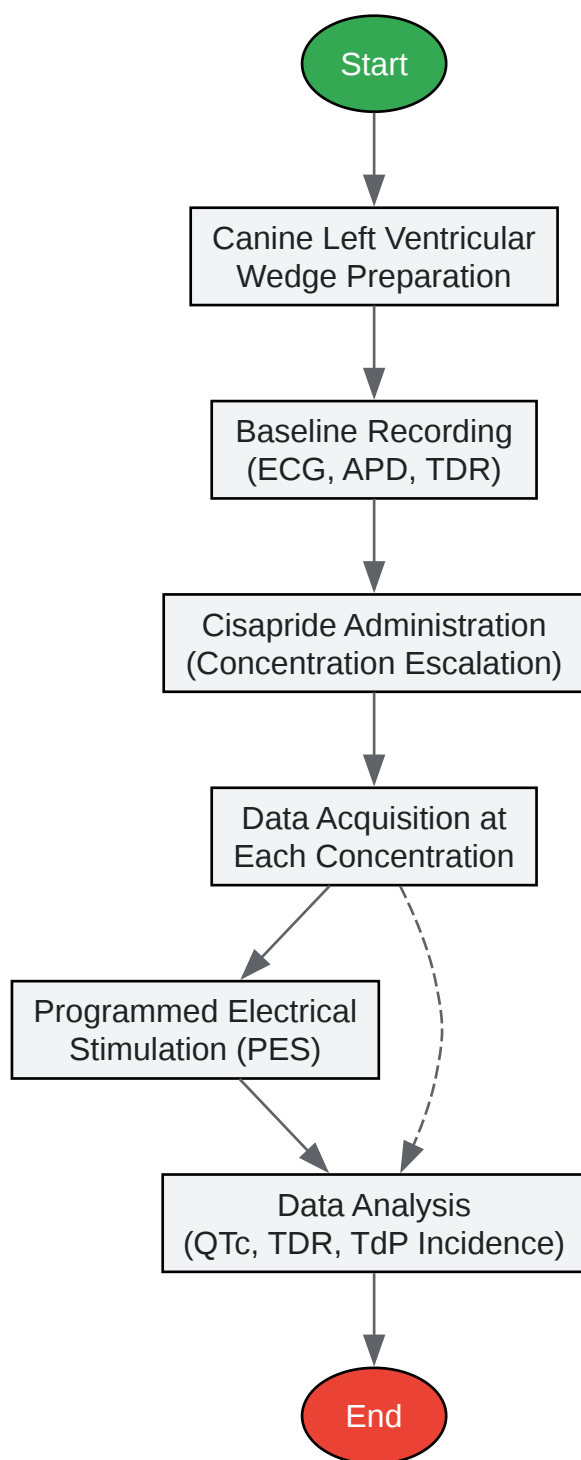 Start
Canine Left Ventricular
Wedge Preparation
Baseline Recording
(ECG, APD, TDR)
Cisapride Administration
(Concentration Escalation)
Data Acquisition at
Each Concentration
Programmed Electrical
Stimulation (PES)
Data Analysis
(QTc, TDR, TdP Incidence)
End